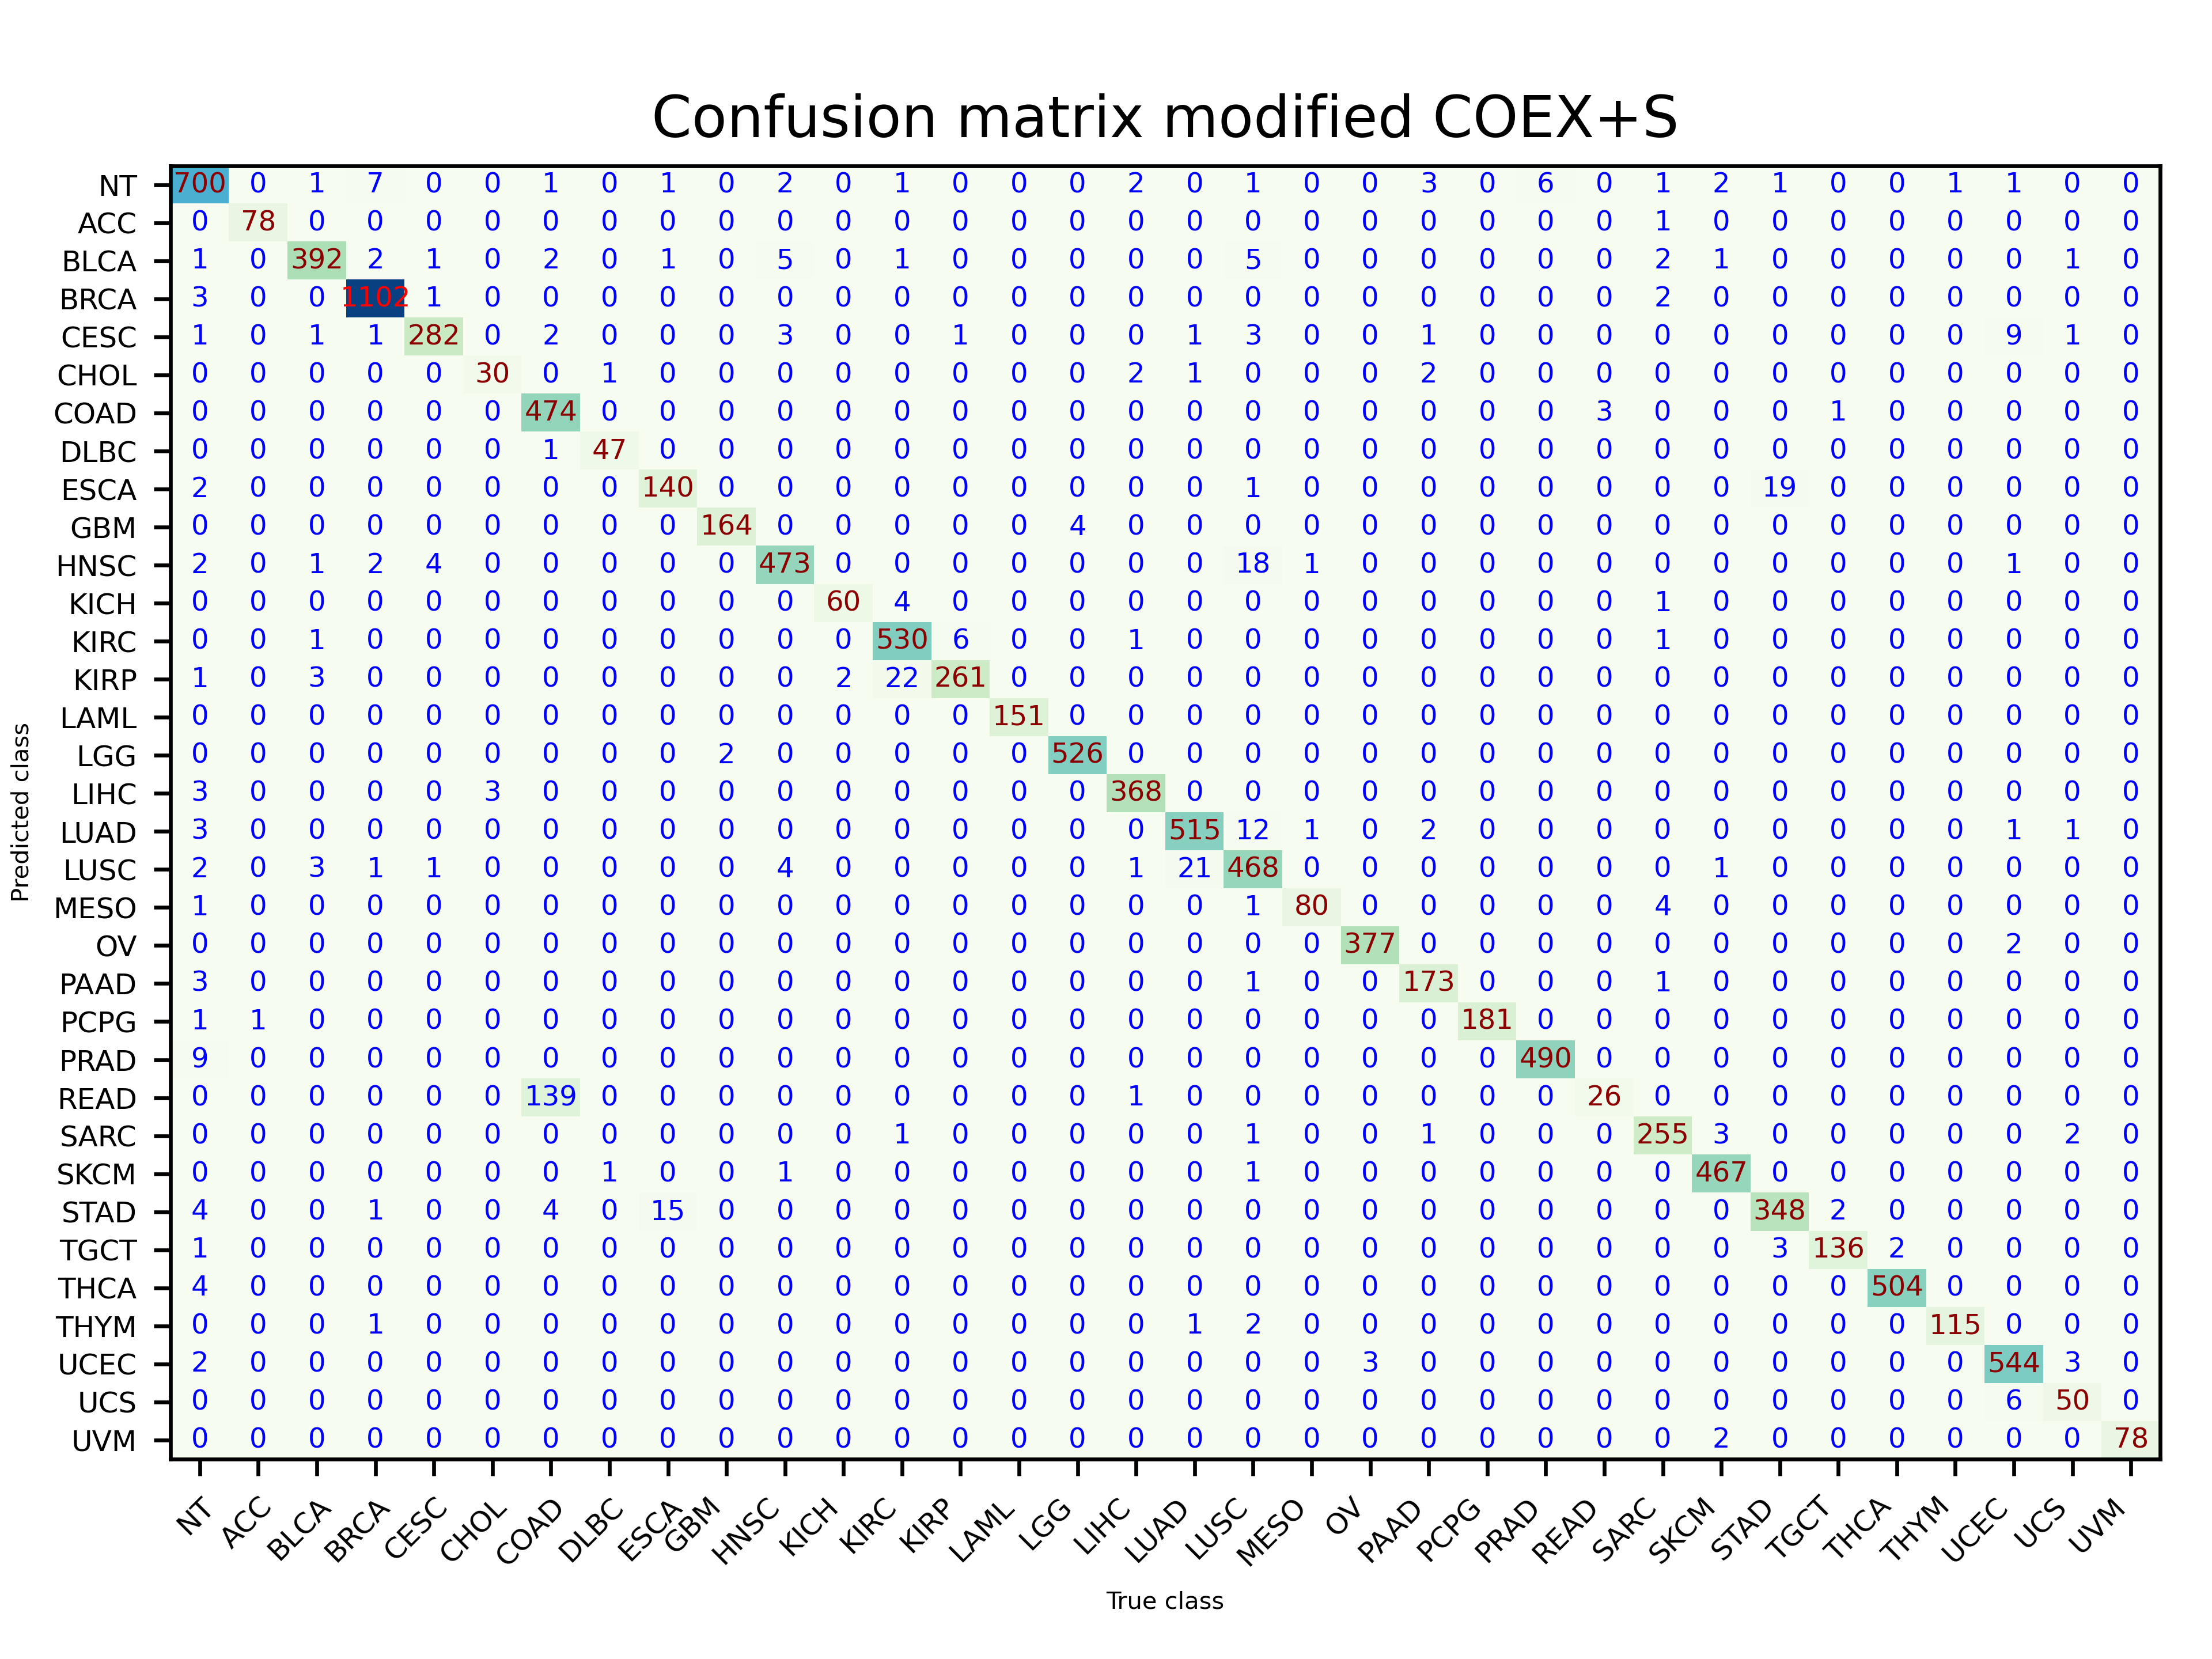 Confusion matrix modified COEX+S
Predicted class
NT 700 0 1 7 0 0 1 0 1 0 2 0 1 0 0 0 2 0 1 0 0 3 0 6 0 1 2 1 0 0 1 1 0 0
ACC 0 78 0 0 0 0 0 0 0 0 0 0 0 0 0 0 0 0 0 0 0 0 0 0 0 1 0 0 0 0 0 0 0 0
BLCA 1 0 392 2 1 0 2 0 1 0 5 0 1 0 0 0 0 0 5 0 0 0 0 0 0 2 1 0 0 0 0 0 1 0
BRCA 3 0 0 1102 1 0 0 0 0 0 0 0 0 0 0 0 0 0 0 0 0 0 0 0 0 2 0 0 0 0 0 0 0 0
CESC 1 0 1 1 282 0 2 0 0 0 3 0 0 1 0 0 0 1 3 0 0 1 0 0 0 0 0 0 0 0 0 9 1 0
CHOL 0 0 0 0 0 30 0 1 0 0 0 0 0 0 0 0 2 1 0 0 0 2 0 0 0 0 0 0 0 0 0 0 0 0
COAD 0 0 0 0 0 0 474 0 0 0 0 0 0 0 0 0 0 0 0 0 0 0 0 0 3 0 0 0 1 0 0 0 0 0
DLBC 0 0 0 0 0 0 1 47 0 0 0 0 0 0 0 0 0 0 0 0 0 0 0 0 0 0 0 0 0 0 0 0 0 0
ESCA 2 0 0 0 0 0 0 0 140 0 0 0 0 0 0 0 0 0 1 0 0 0 0 0 0 0 0 19 0 0 0 0 0 0
GBM 0 0 0 0 0 0 0 0 0 164 0 0 0 0 0 4 0 0 0 0 0 0 0 0 0 0 0 0 0 0 0 0 0 0
HNSC 2 0 1 2 4 0 0 0 0 0 473 0 0 0 0 0 0 0 18 1 0 0 0 0 0 0 0 0 0 0 0 1 0 0
KICH 0 0 0 0 0 0 0 0 0 0 0 60 4 0 0 0 0 0 0 0 0 0 0 0 0 1 0 0 0 0 0 0 0 0
KIRC 0 0 1 0 0 0 0 0 0 0 0 0 530 6 0 0 1 0 0 0 0 0 0 0 0 1 0 0 0 0 0 0 0 0
KIRP 1 0 3 0 0 0 0 0 0 0 0 2 22 261 0 0 0 0 0 0 0 0 0 0 0 0 0 0 0 0 0 0 0 0
LAML 0 0 0 0 0 0 0 0 0 0 0 0 0 0 151 0 0 0 0 0 0 0 0 0 0 0 0 0 0 0 0 0 0 0
LGG 0 0 0 0 0 0 0 0 0 2 0 0 0 0 0 526 0 0 0 0 0 0 0 0 0 0 0 0 0 0 0 0 0 0
LIHC 3 0 0 0 0 3 0 0 0 0 0 0 0 0 0 0 368 0 0 0 0 0 0 0 0 0 0 0 0 0 0 0 0 0
LUAD 3 0 0 0 0 0 0 0 0 0 0 0 0 0 0 0 0 515 12 1 0 2 0 0 0 0 0 0 0 0 0 1 1 0
LUSC 2 0 3 1 1 0 0 0 0 0 4 0 0 0 0 0 1 21 468 0 0 0 0 0 0 0 1 0 0 0 0 0 0 0
MESO 1 0 0 0 0 0 0 0 0 0 0 0 0 0 0 0 0 0 1 80 0 0 0 0 0 4 0 0 0 0 0 0 0 0
OV 0 0 0 0 0 0 0 0 0 0 0 0 0 0 0 0 0 0 0 0 377 0 0 0 0 0 0 0 0 0 0 2 0 0
PAAD 3 0 0 0 0 0 0 0 0 0 0 0 0 0 0 0 0 0 1 0 0 173 0 0 0 1 0 0 0 0 0 0 0 0
PCPG 1 1 0 0 0 0 0 0 0 0 0 0 0 0 0 0 0 0 0 0 0 0 181 0 0 0 0 0 0 0 0 0 0 0
PRAD 9 0 0 0 0 0 0 0 0 0 0 0 0 0 0 0 0 0 0 0 0 0 0 490 0 0 0 0 0 0 0 0 0 0
READ 0 0 0 0 0 0 139 0 0 0 0 0 0 0 0 0 1 0 0 0 0 0 0 0 26 0 0 0 0 0 0 0 0 0
SARC 0 0 0 0 0 0 0 0 0 0 0 0 1 0 0 0 0 0 1 0 0 1 0 0 0 255 3 0 0 0 0 0 2 0
SKCM 0 0 0 0 0 0 0 1 0 0 1 0 0 0 0 0 0 0 1 0 0 0 0 0 0 0 467 0 0 0 0 0 0 0
STAD 4 0 0 1 0 0 4 0 15 0 0 0 0 0 0 0 0 0 0 0 0 0 0 0 0 0 0 348 2 0 0 0 0 0
TGCT 1 0 0 0 0 0 0 0 0 0 0 0 0 0 0 0 0 0 0 0 0 0 0 0 0 0 0 3 136 2 0 0 0 0
THCA 4 0 0 0 0 0 0 0 0 0 0 0 0 0 0 0 0 0 0 0 0 0 0 0 0 0 0 0 0 504 0 0 0 0
THYM 0 0 0 1 0 0 0 0 0 0 0 0 0 0 0 0 0 1 2 0 0 0 0 0 0 0 0 0 0 0 115 0 0 0
UCEC 2 0 0 0 0 0 0 0 0 0 0 0 0 0 0 0 0 0 0 0 3 0 0 0 0 0 0 0 0 0 0 544 3 0
UCS 0 0 0 0 0 0 0 0 0 0 0 0 0 0 0 0 0 0 0 0 0 0 0 0 0 0 0 0 0 0 0 6 50 0
UVM 0 0 0 0 0 0 0 0 0 0 0 0 0 0 0 0 0 0 0 0 0 0 0 0 0 0 2 0 0 0 0 0 0 78
NT ACC BLCA BRCA CESC CHOL COAD DLBC ESCA GBM HNSC KICH KIRC KIRP LAML LGG LIHC LUAD LUSC MESO OV PAAD PCPG PRAD READ SARC SKCM STAD TGCT THCA THYM UCEC UCS UVM
True class